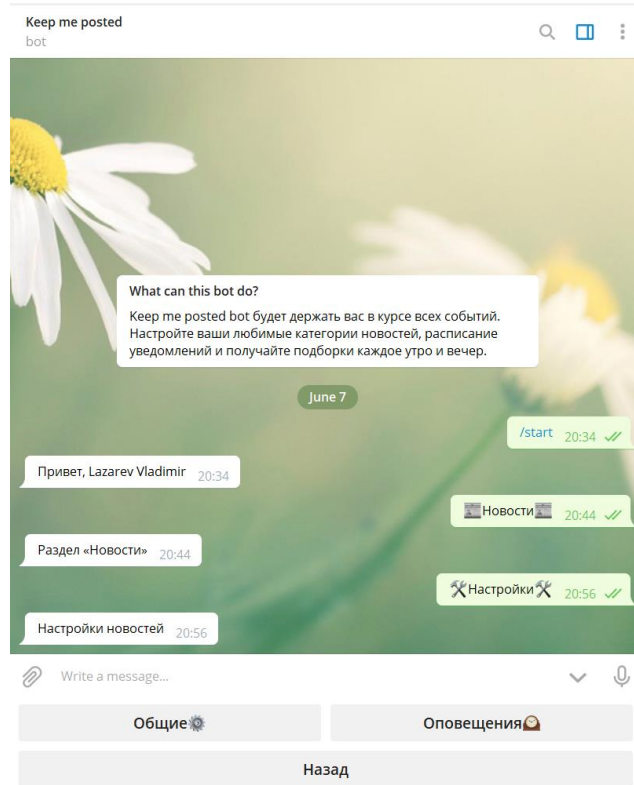 Keep me posted
bot
What can this bot do?
Keep me posted bot будет держать вас в курсе всех событий.
Настройте ваши любимые категории новостей, расписание
уведомлений и получайте подборки каждое утро и вечер.
June 7
/start 20:34
Привет, Lazarev Vladimir 20:34
📰Новости📰 20:44
Раздел «Новости» 20:44
🛠Настройки🛠 20:56
Настройки новостей 20:56
Write a message...
Общие⚙️ Оповещения🕰
Назад